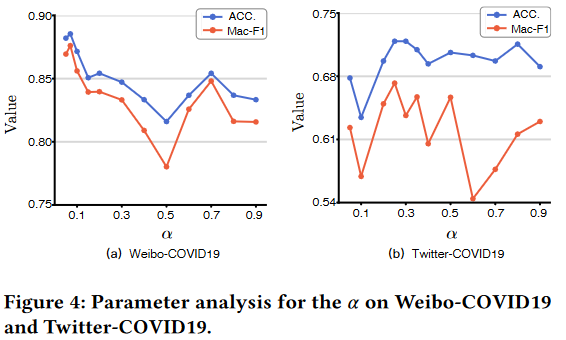 0.90
0.85
0.80
0.75
Value
ACC.
Mac-F1
0.1 0.3 0.5 0.7 0.9
α
(a) Weibo-COVID19
0.75
0.68
0.61
0.54
Value
ACC.
Mac-F1
0.1 0.3 0.5 0.7 0.9
α
(b) Twitter-COVID19
Figure 4: Parameter analysis for the α on Weibo-COVID19
and Twitter-COVID19.